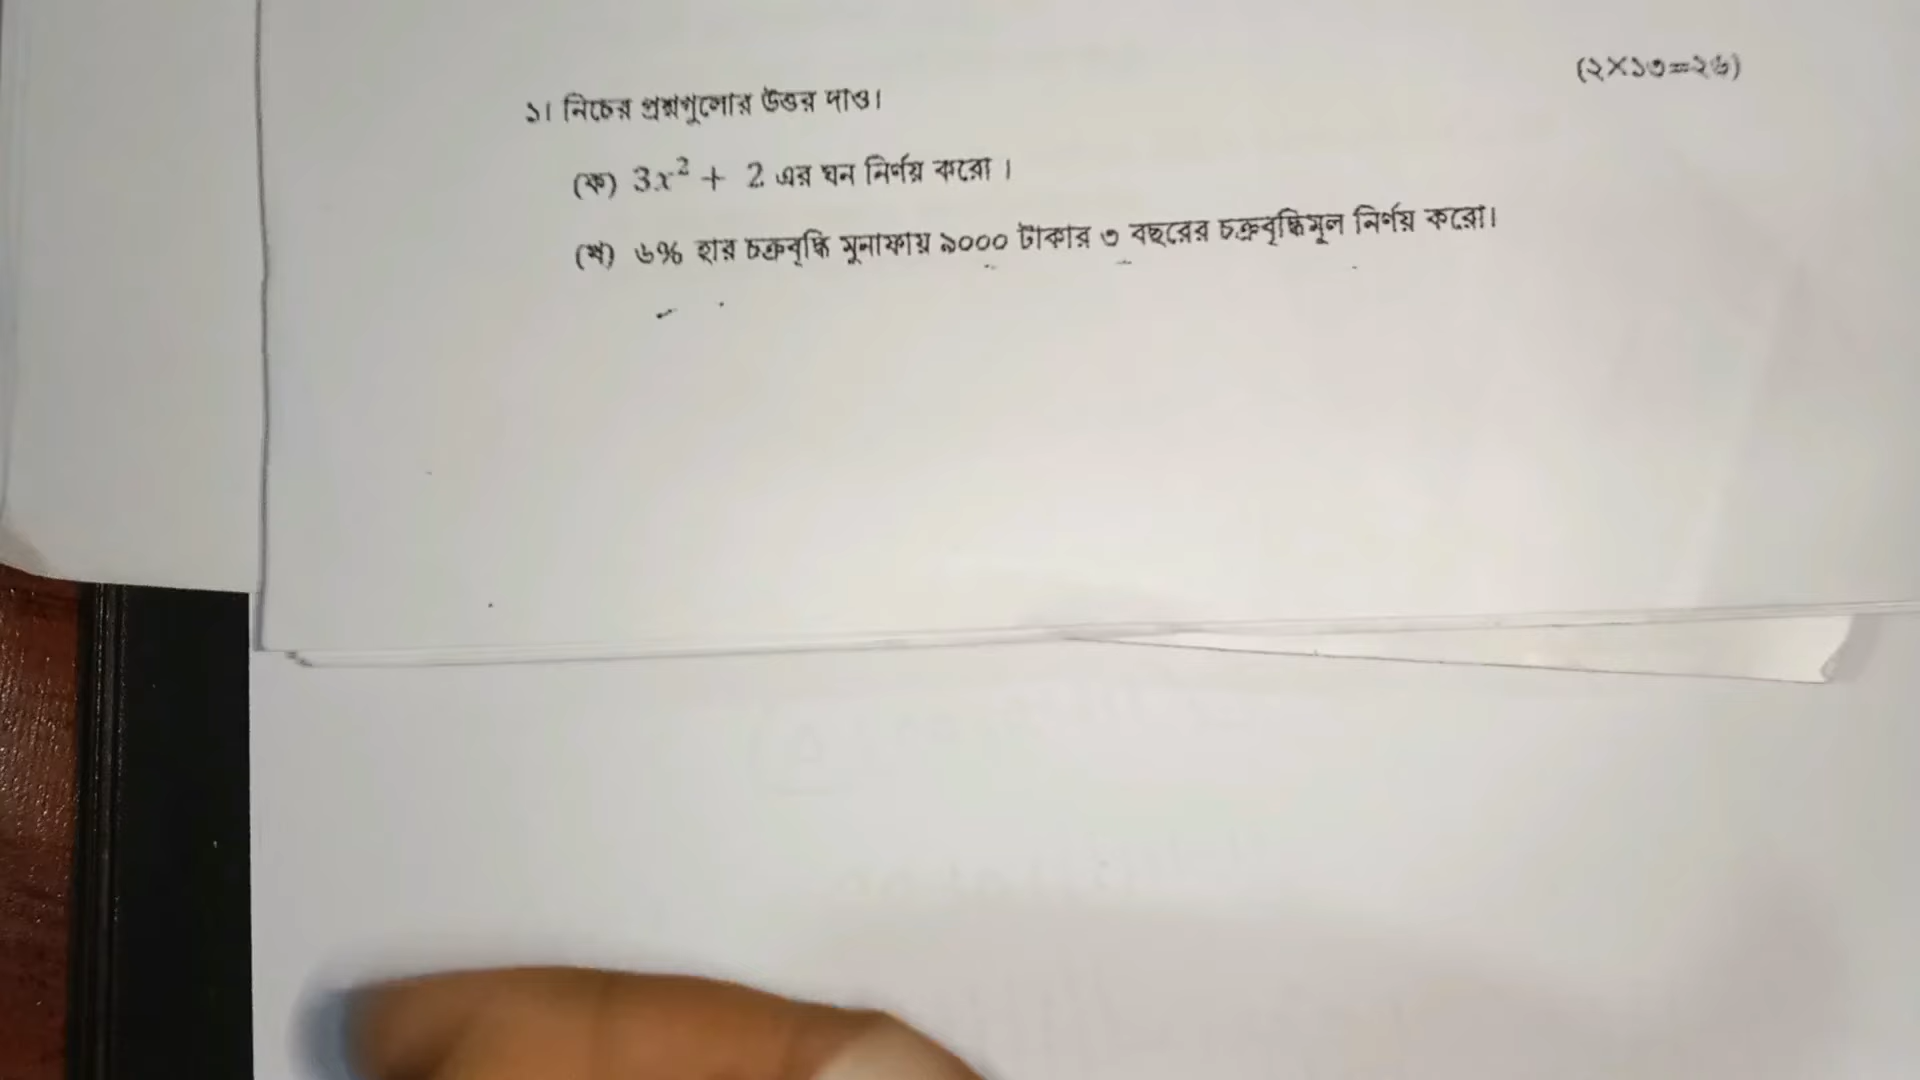 (২×১৩=২৬)
১। নিচের প্রশ্নগুলোর উত্তর দাও।
(ক) 3x² + 2 এর ঘন নির্ণয় করো ।
(খ) ৬% হার চক্রবৃদ্ধি মুনাফায় ৯০০০ টাকার ৩ বছরের চক্রবৃদ্ধিমূল নির্ণয় করো।